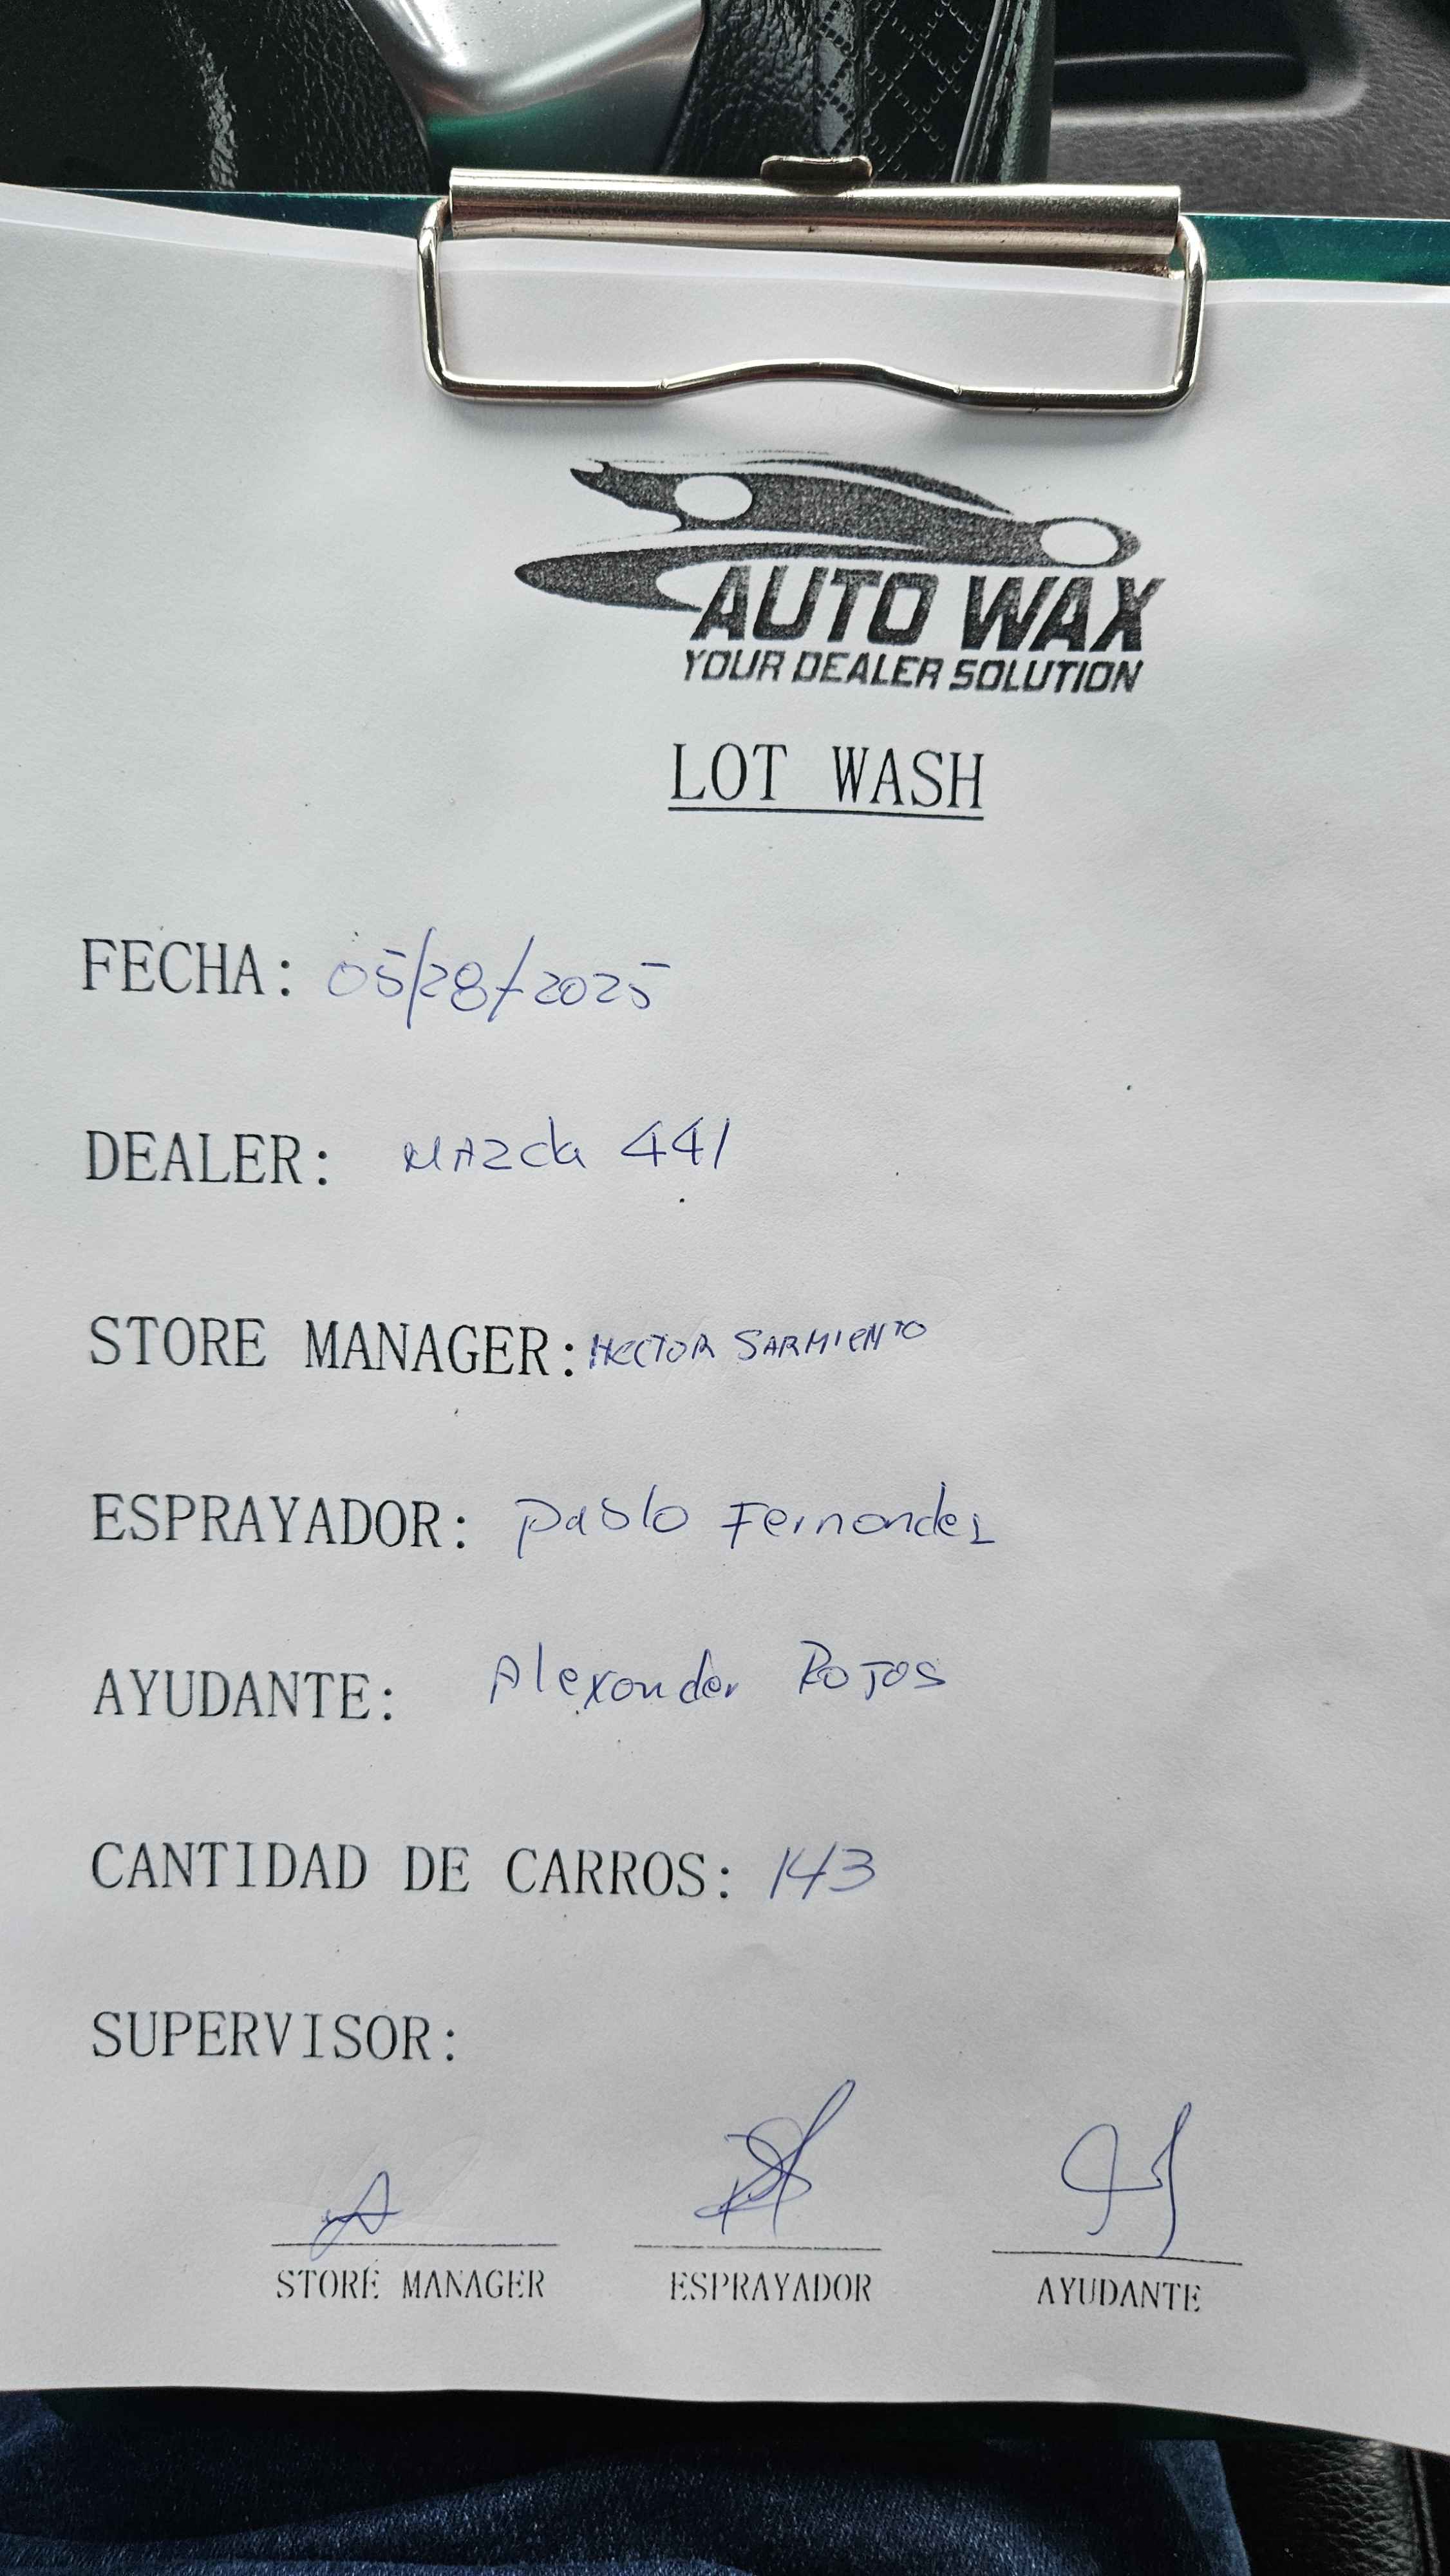 AUTO WAX
YOUR DEALER SOLUTION
LOT WASH
FECHA: 05/28/2025
DEALER: MAZda 441
STORE MANAGER: HECTOR SARMIENTO
ESPRAYADOR: Pablo Fernandez
AYUDANTE: Alexander Rojas
CANTIDAD DE CARROS: 143
SUPERVISOR:
STORE MANAGER ESPRAYADOR AYUDANTE